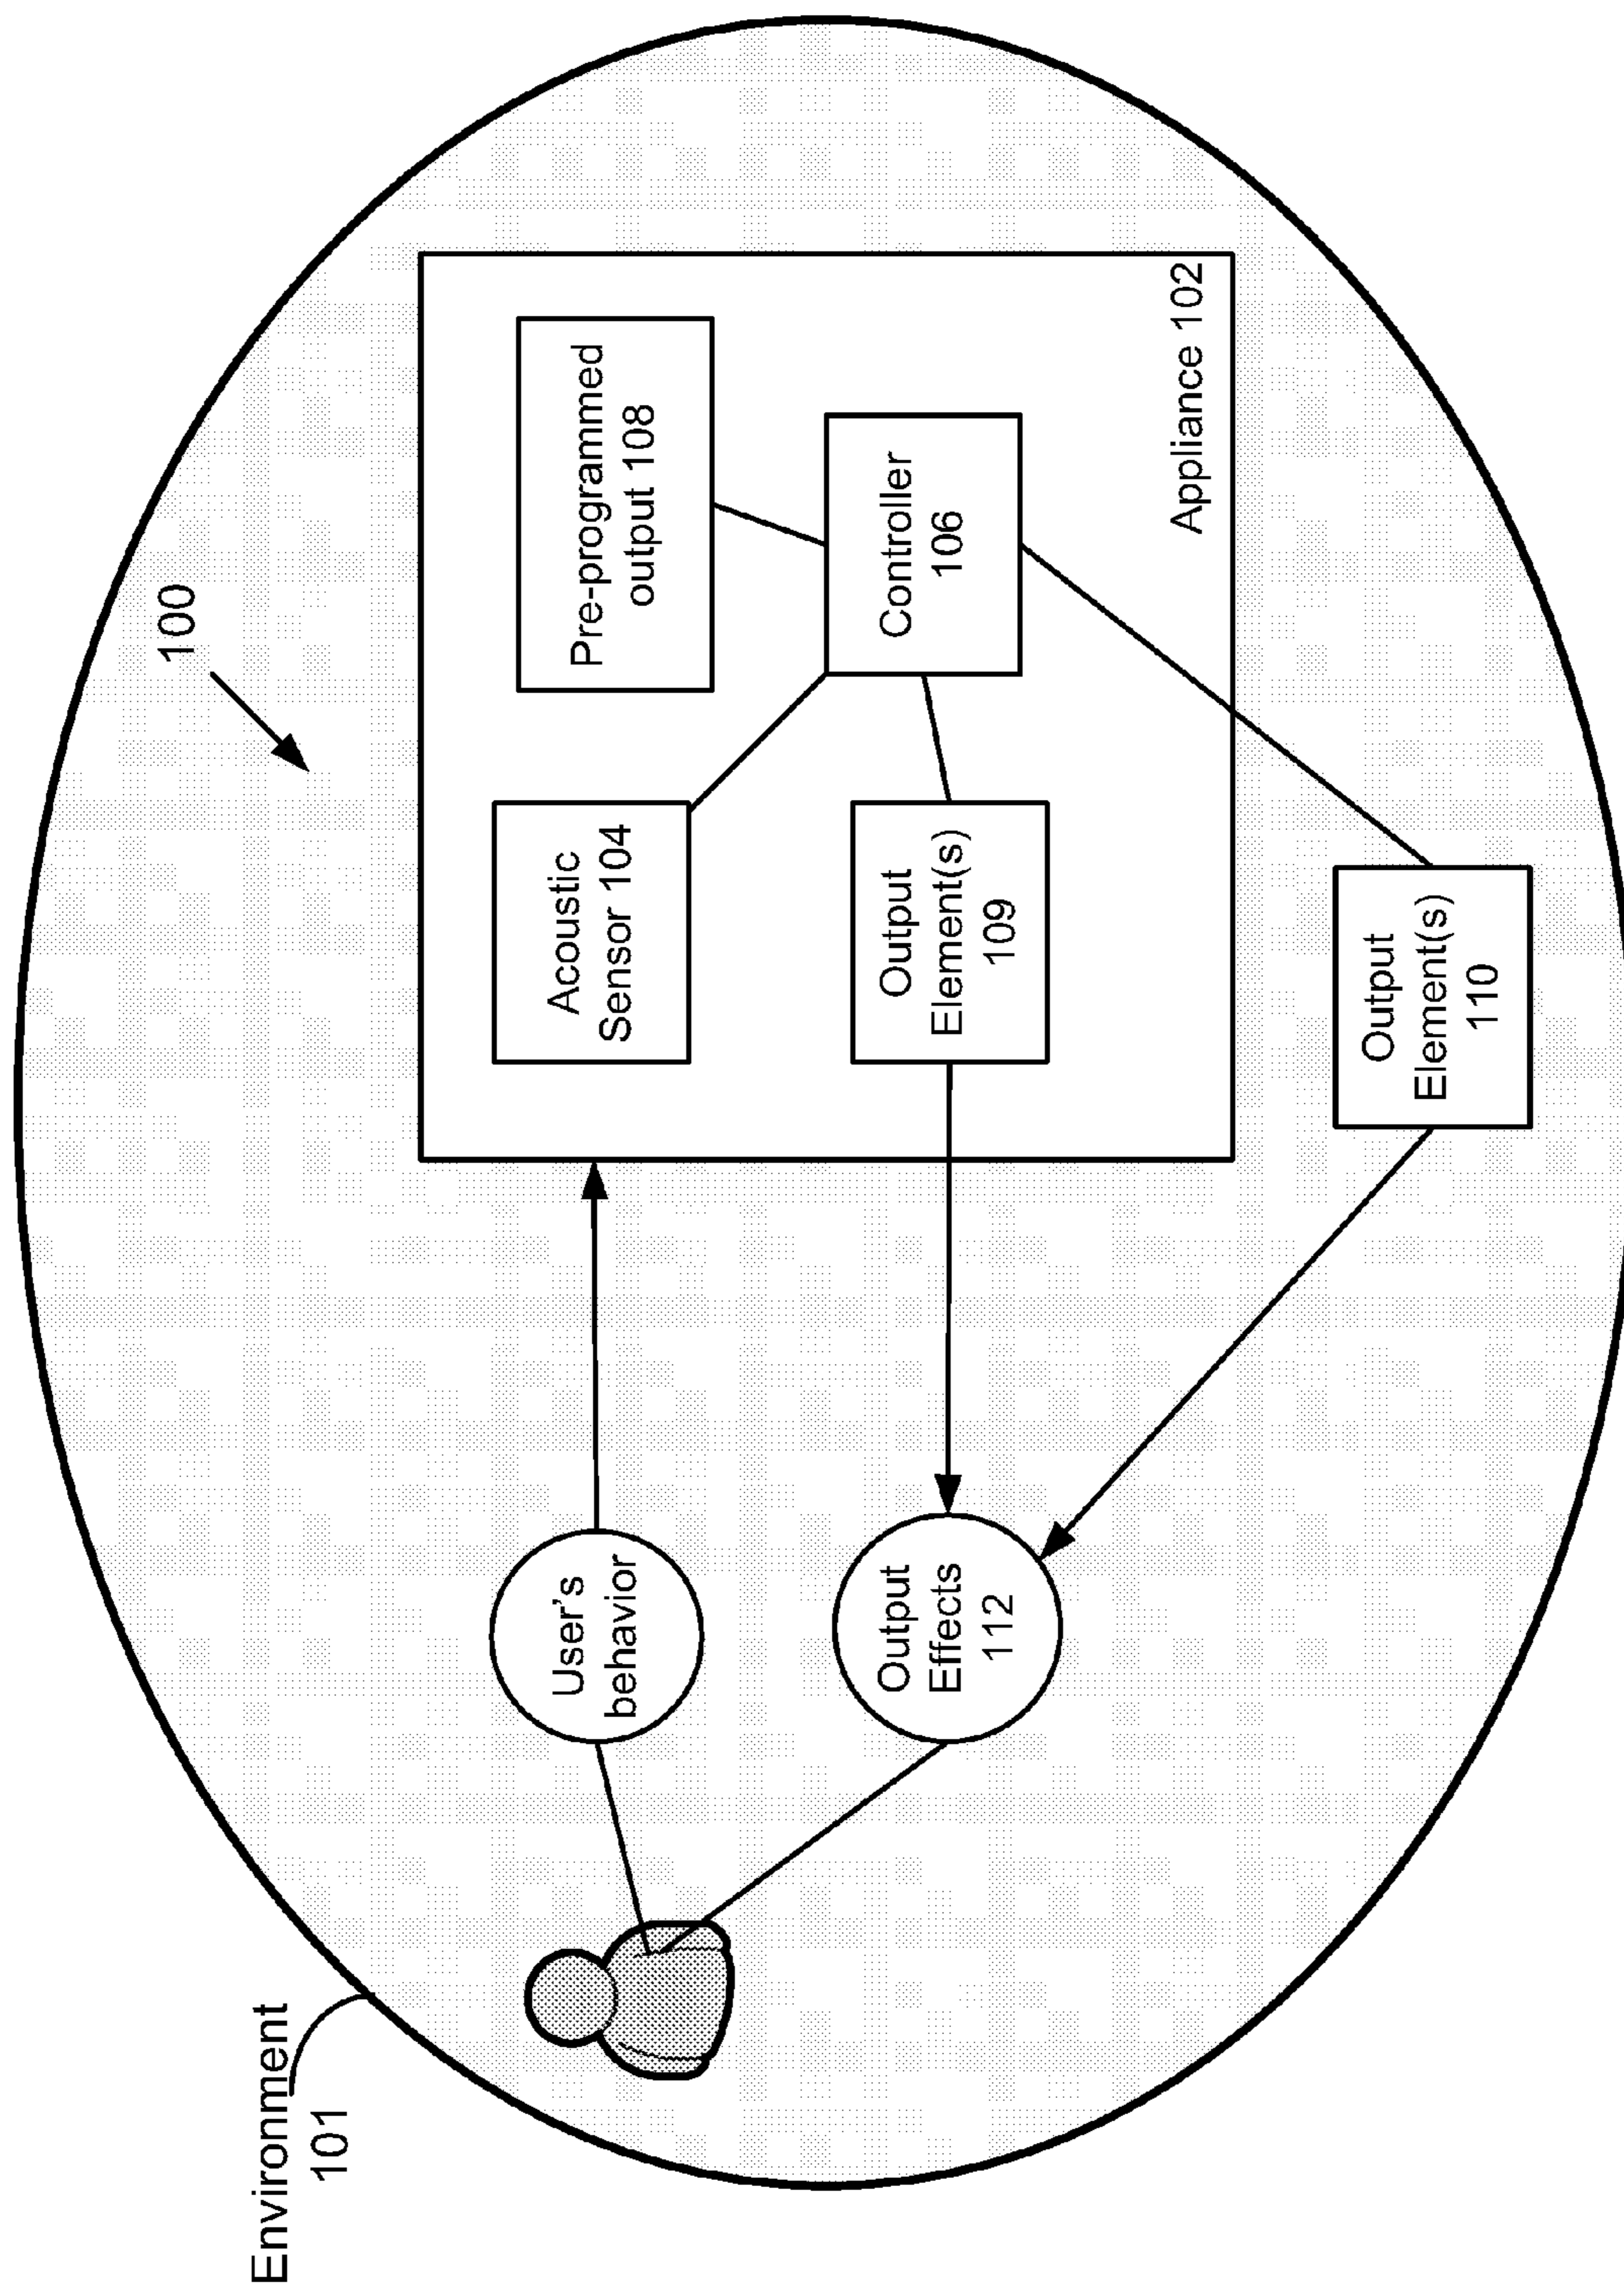 Environment
101
100
User's
behavior
Output
Effects
112
Acoustic
Sensor 104
Pre-programmed
output 108
Output
Element(s)
109
Controller
106
Appliance 102
Output
Element(s)
110